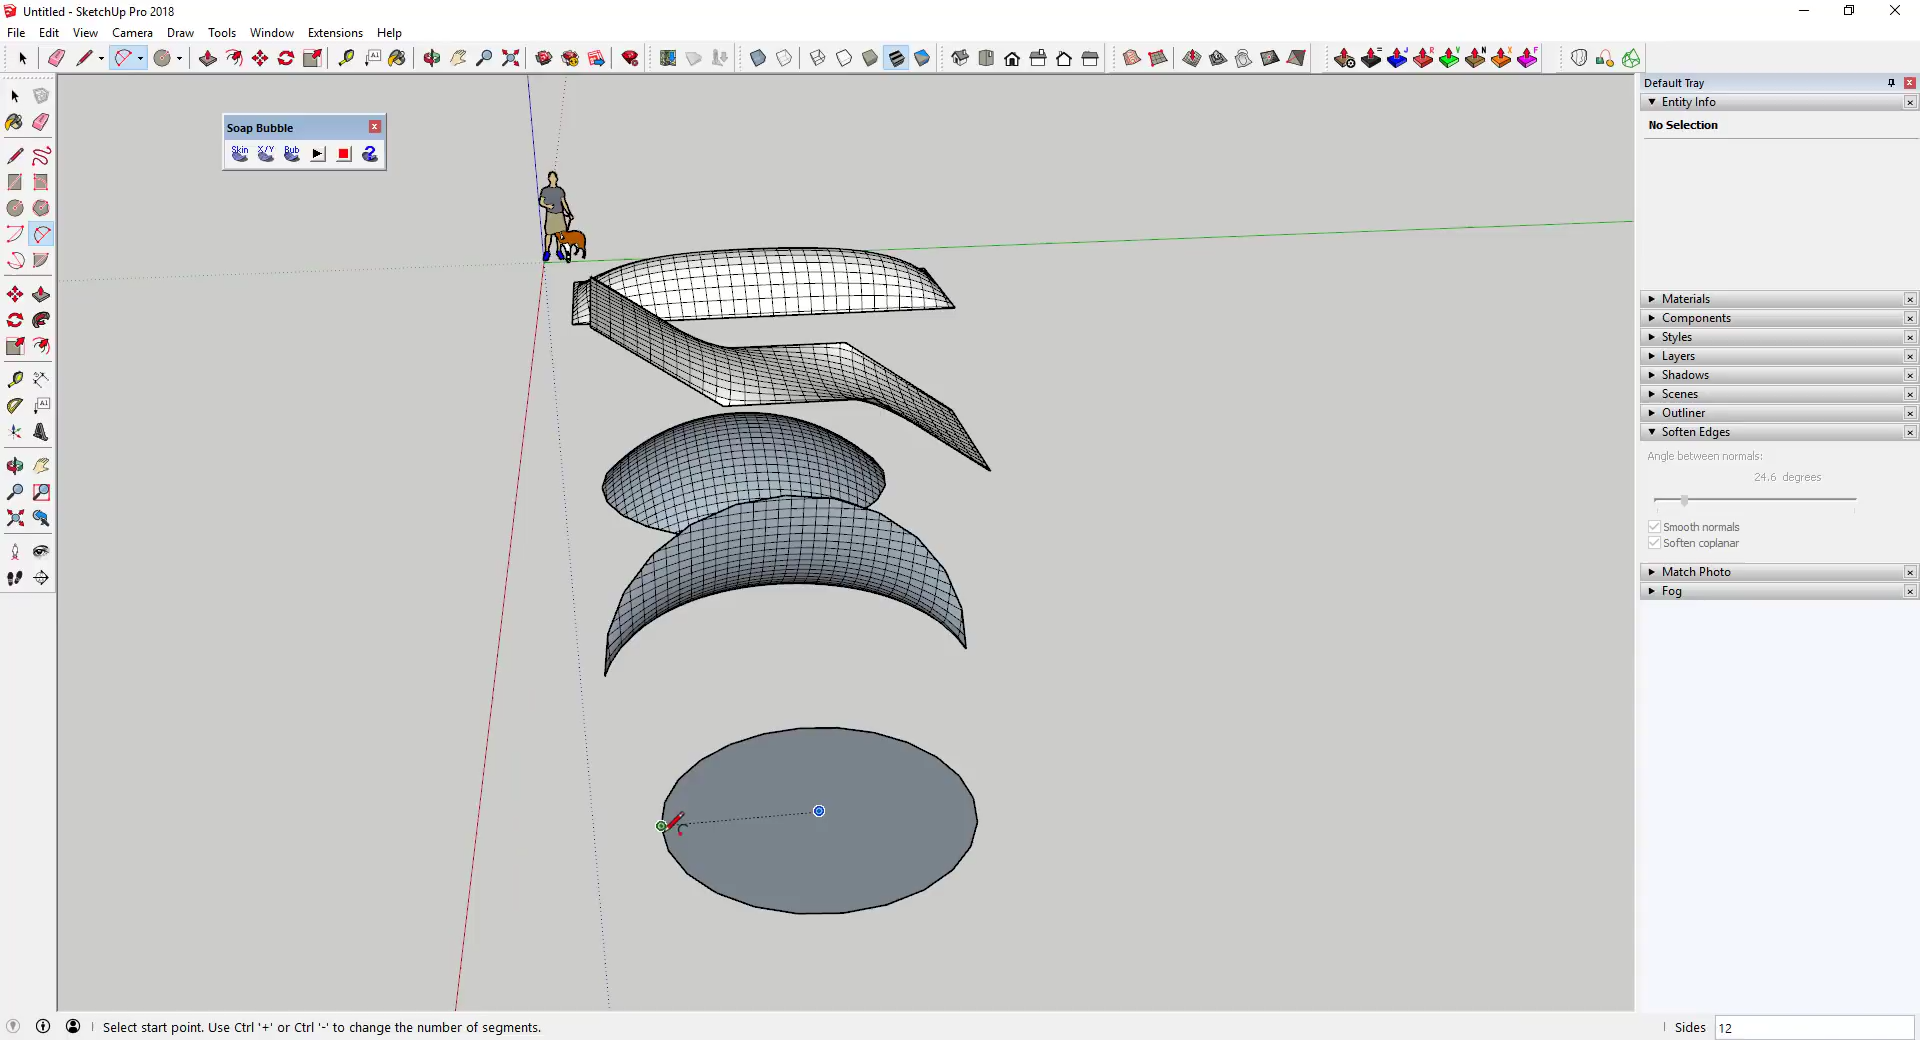 Untitled - SketchUp Pro 2018
File Edit View Camera Draw Tools Window Extensions Help
Default Tray
Entity Info
No Selection
Soap Bubble
Skin X/Y Bub
Materials
Components
Styles
Layers
Shadows
Scenes
Outliner
Soften Edges
Angle between normals:
24.6 degrees
Smooth normals
Soften coplanar
Match Photo
Fog
Select start point. Use Ctrl '+' or Ctrl '-' to change the number of segments.
Sides 12